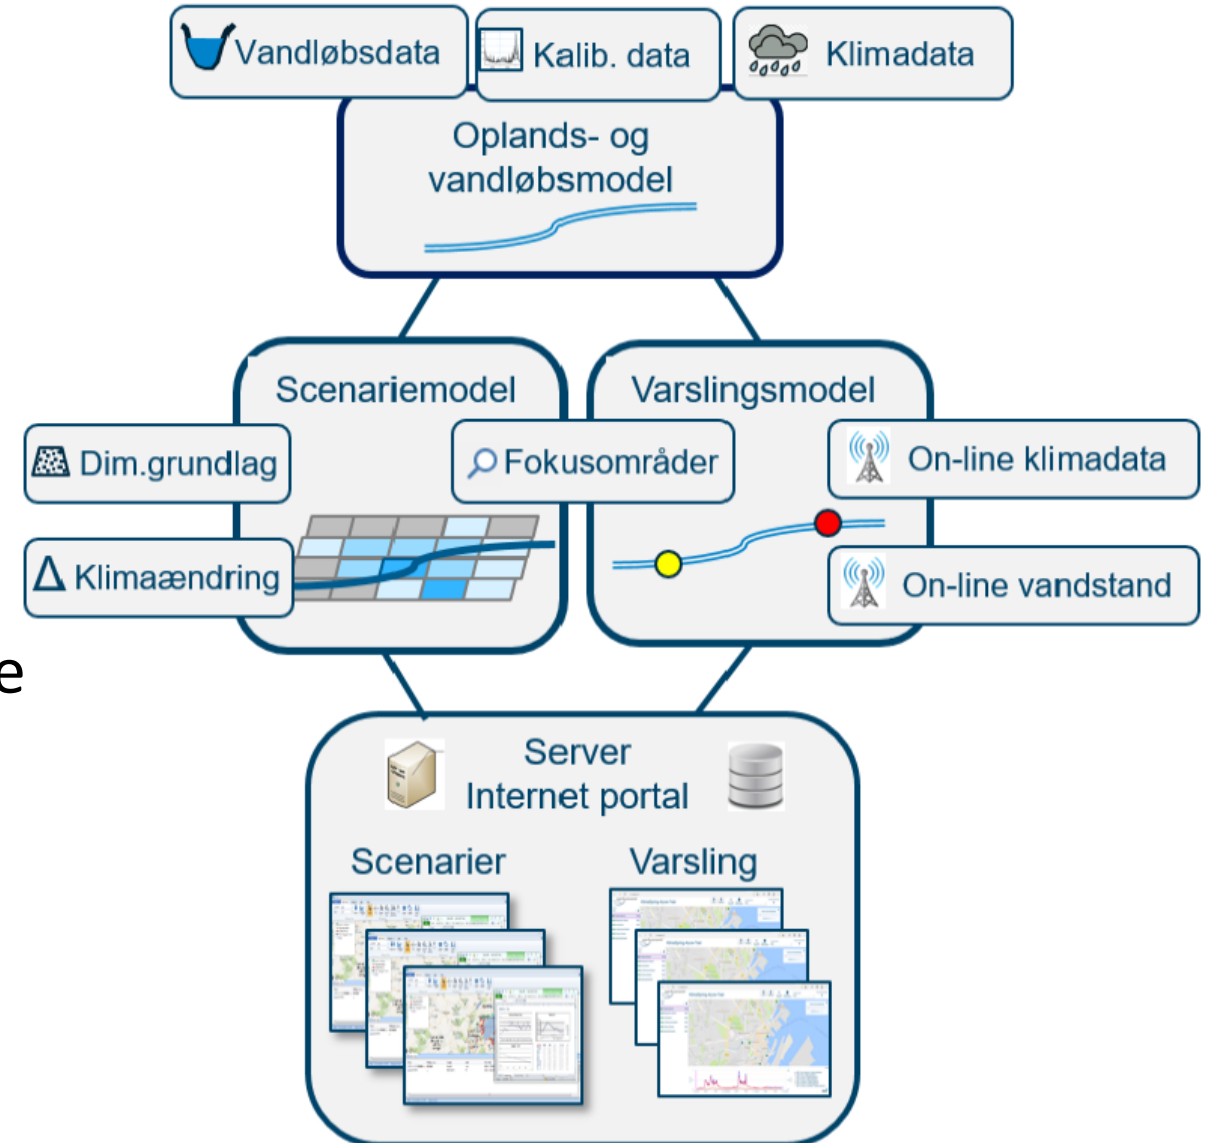 Vandløbsdata
Kalib. data
Klimadata
Oplands- og
vandløbsmodel
Scenariemodel
Varslingsmodel
Dim.grundlag
Fokusområder
On-line klimadata
Δ Klimaændring
On-line vandstand
e
Server
Internet portal
Scenarier
Varsling